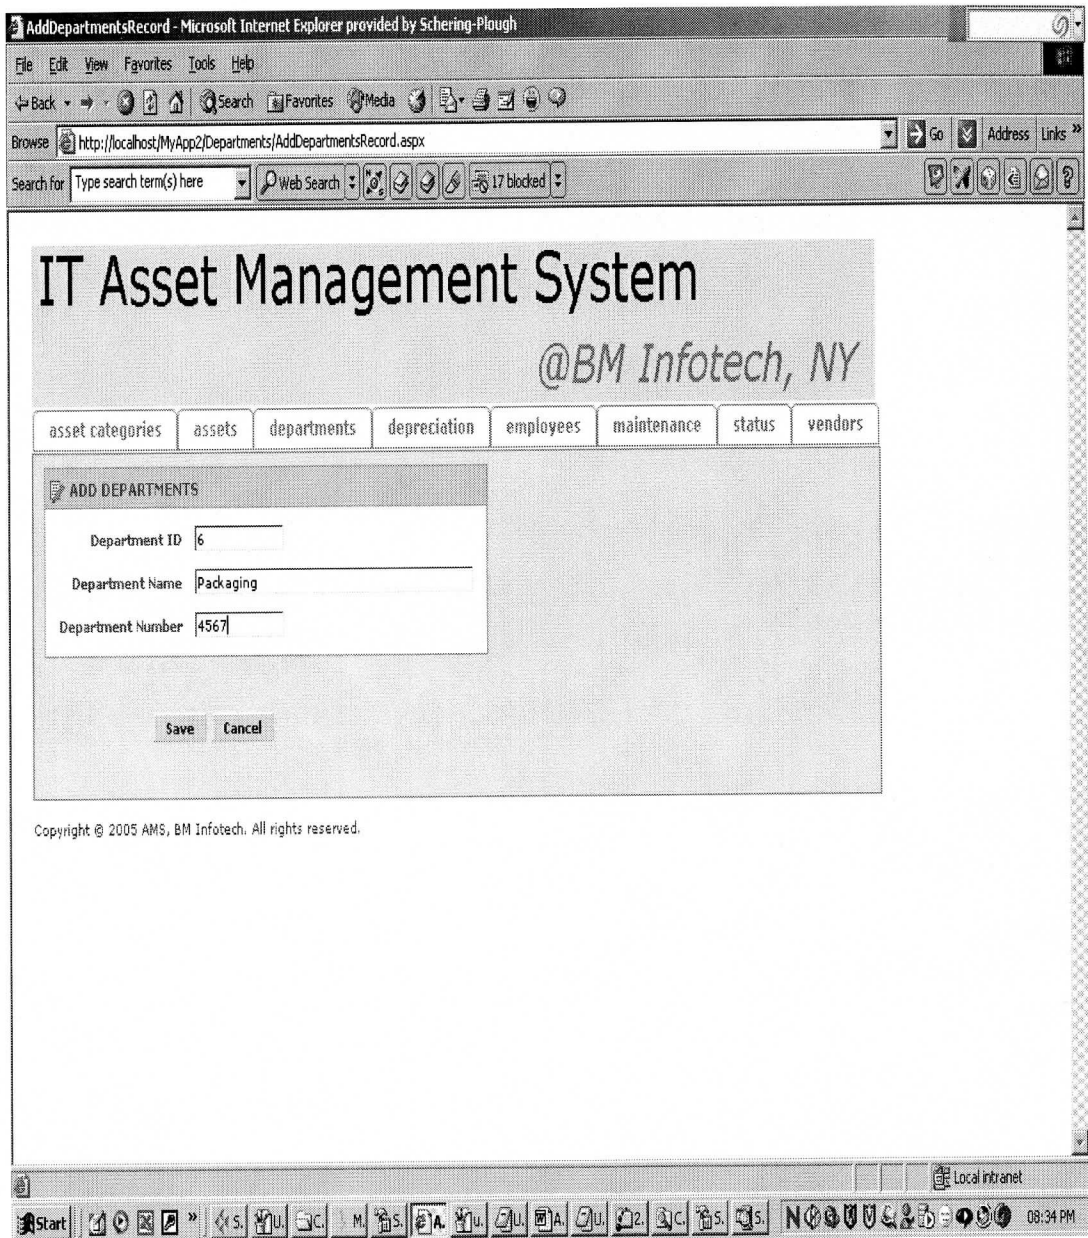 AddDepartmentsRecord - Microsoft Internet Explorer provided by Schering-Plough
File Edit View Favorites Tools Help
Back Search Favorites Media
Browse http://localhost/MyApp2/Departments/AddDepartmentsRecord.aspx Go Address Links »
Search for Type search term(s) here Web Search 17 blocked
IT Asset Management System
@BM Infotech, NY
asset categories assets departments depreciation employees maintenance status vendors
ADD DEPARTMENTS
Department ID 6
Department Name Packaging
Department Number 4567
Save Cancel
Copyright © 2005 AMS, BM Infotech. All rights reserved.
Local intranet
Start » S. U. C. M. S. A. U. U. A. U. 2. C. S. S. 08:34 PM